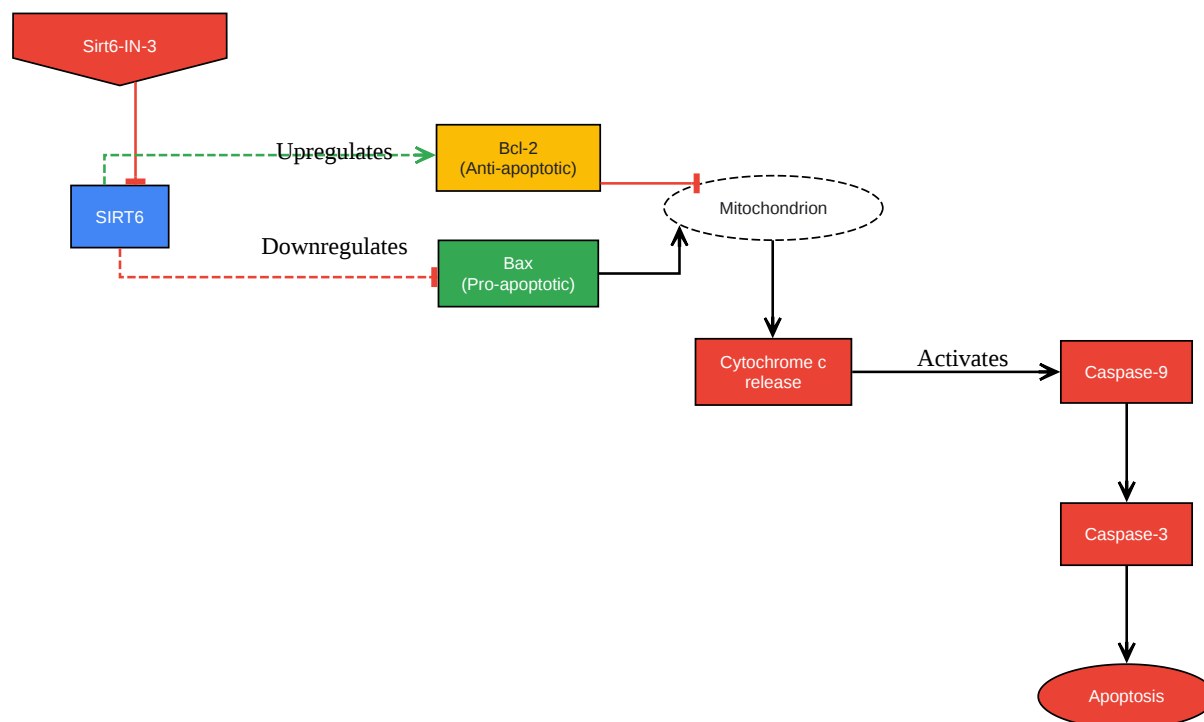 Sirt6-IN-3
Upregulates
Bcl-2
(Anti-apoptotic)
SIRT6
Mitochondrion
Downregulates
Bax
(Pro-apoptotic)
Cytochrome c
release
Activates
Caspase-9
Caspase-3
Apoptosis